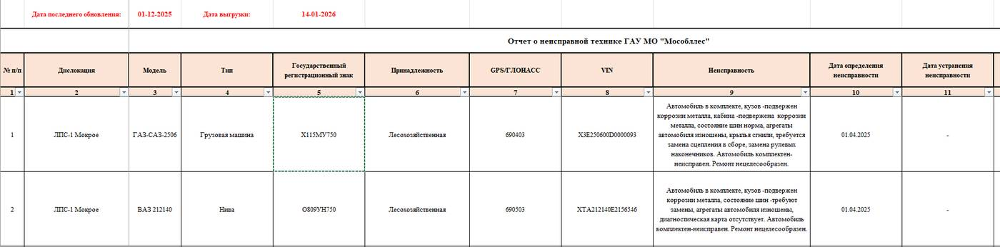 Дата последнего обновления: 01-12-2025 Дата выгрузки: 14-01-2026
Отчет о неисправной технике ГАУ МО "Мособллес"
№ п/п Дислокация Модель Тип Государственный регистрационный знак Принадлежность GPS/ГЛОНАСС VIN Неисправность Дата определения неисправности Дата устранения неисправности
1 2 3 4 5 6 7 8 9 10 11
1 ЛПС-1 Мокрое ГАЗ-САЗ-2506 Грузовая машина Х115МУ750 Лесохозяйственная 690403 X3E250600D0000093
Автомобиль в комплекте, кузов -подвержен
коррозии металла, кабина -подвержена коррозии
металла, состояние шин норма, агрегаты
автомобиля изношены, крылья сгнили, требуется
замена сцепления в сборе, замена рулевых
наконечников. Автомобиль комплектен-
неисправен. Ремонт нецелесообразен.
01.04.2025 -
2 ЛПС-1 Мокрое ВАЗ 212140 Нива О809УН750 Лесохозяйственная 690503 XTA212140E2156546
Автомобиль в комплекте, кузов -подвержен
коррозии металла, состояние шин -требуют
замены, агрегаты автомобиля изношены,
диагностическая карта отсутствует. Автомобиль
комплектен-неисправен. Ремонт нецелесообразен.
01.04.2025 -